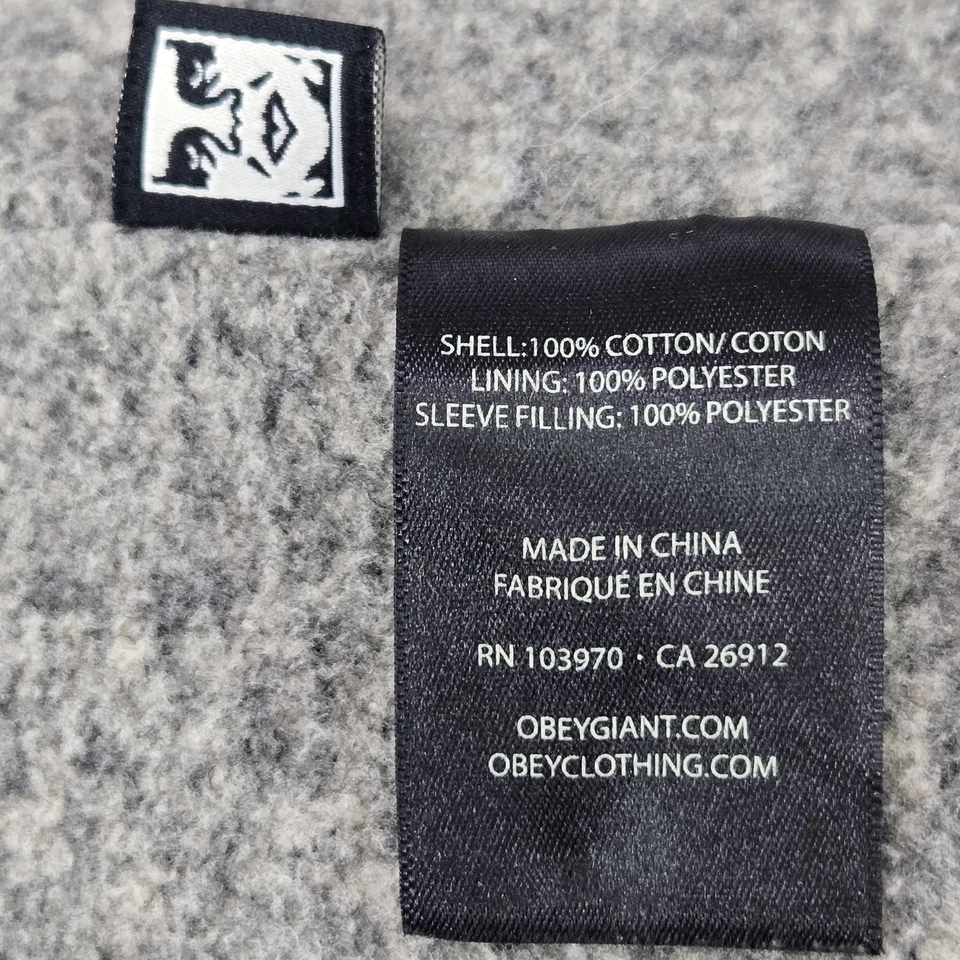 SHELL:100% COTTON/ COTON
LINING: 100% POLYESTER
SLEEVE FILLING: 100% POLYESTER
MADE IN CHINA
FABRIQUÉ EN CHINE
RN 103970 · CA 26912
OBEYGIANT.COM
OBEYCLOTHING.COM